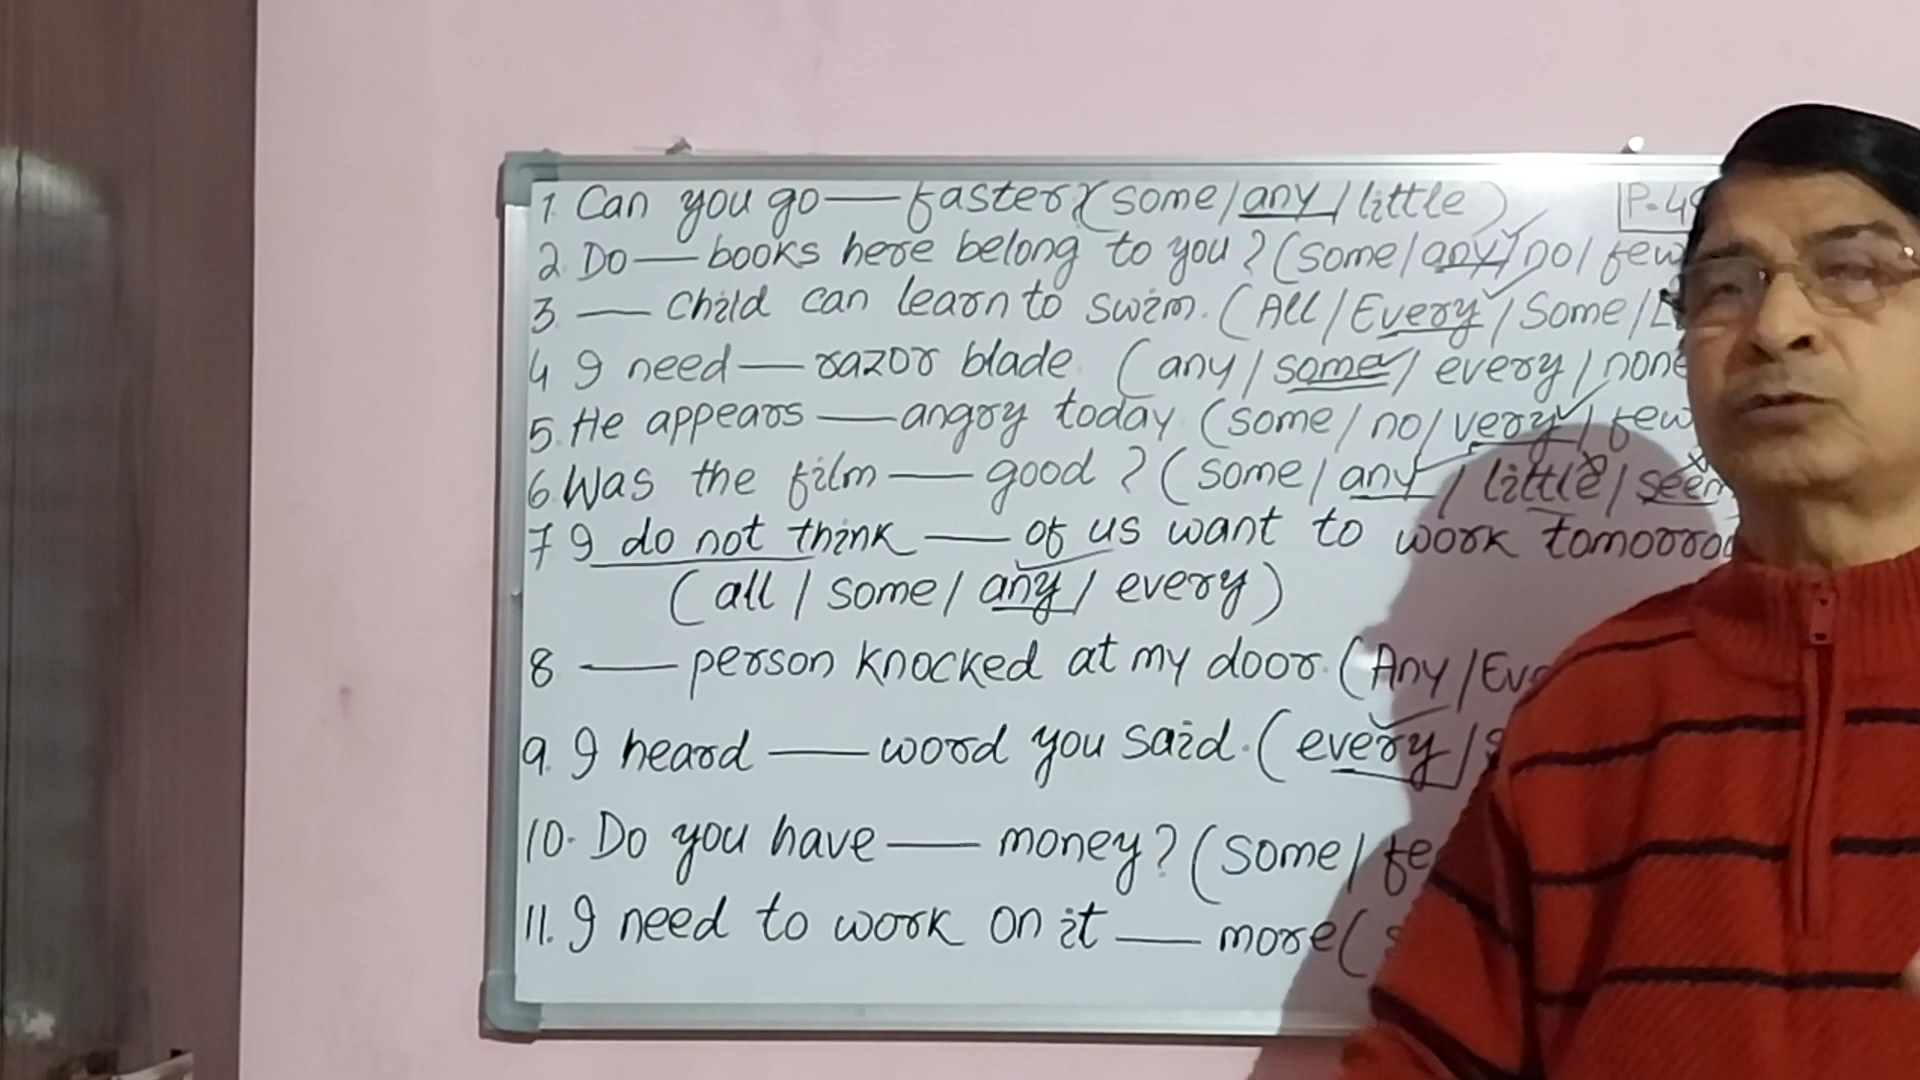 1. Can you go — faster? (some/any/little)
2. Do — books here belong to you? (some/any/no/few
3 — Child can learn to swim. (All/Every/Some/
4 I need — razor blade. (any/some/every/none
5. He appears — angry today (some/no/very/few
6. Was the film — good? (some/any/little/seem
7 I do not think — of us want to work
(all/some/any/every)
8 — person knocked at my door. (Any/
9. I heard — word you said. (every/
10. Do you have — money? (some/
11. I need to work on it — more (